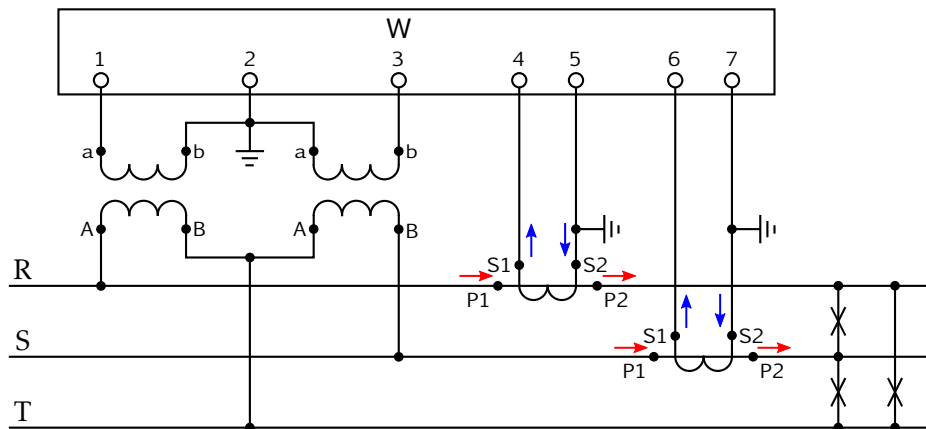 W
1 2 3 4 5 6 7
a b a b
A B A B
S1 S2
R
P1 P2
S1 S2
S
P1 P2
T